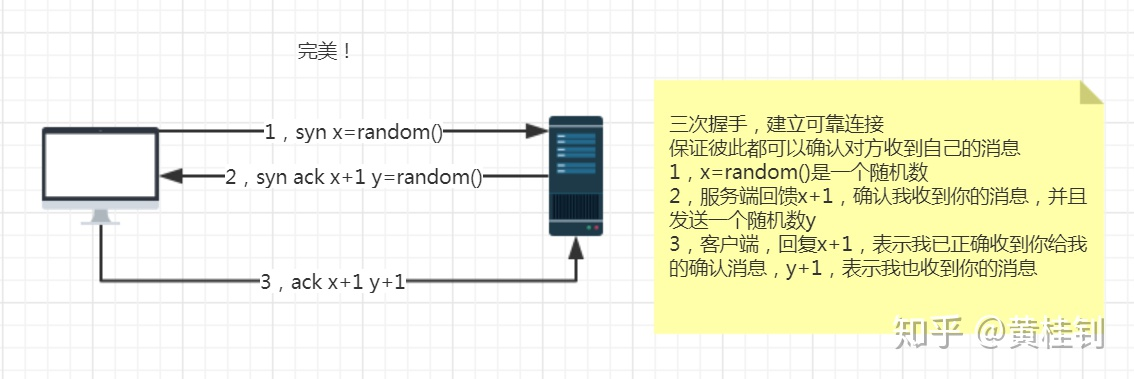 完美！
1，syn x=random()
2，syn ack x+1 y=random()
3，ack x+1 y+1
三次握手，建立可靠连接
保证彼此都可以确认对方收到自己的消息
1，x=random()是一个随机数
2，服务端回馈x+1，确认我收到你的消息，并且
发送一个随机数y
3，客户端，回复x+1，表示我已正确收到你给我
的确认消息，y+1，表示我也收到你的消息
知乎 @黄桂钊